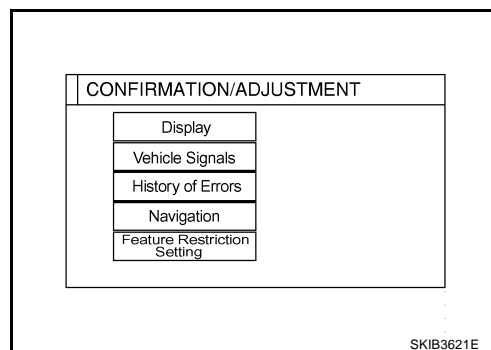 CONFIRMATION/ADJUSTMENT
Display
Vehicle Signals
History of Errors
Navigation
Feature Restriction
Setting
SKIB3621E